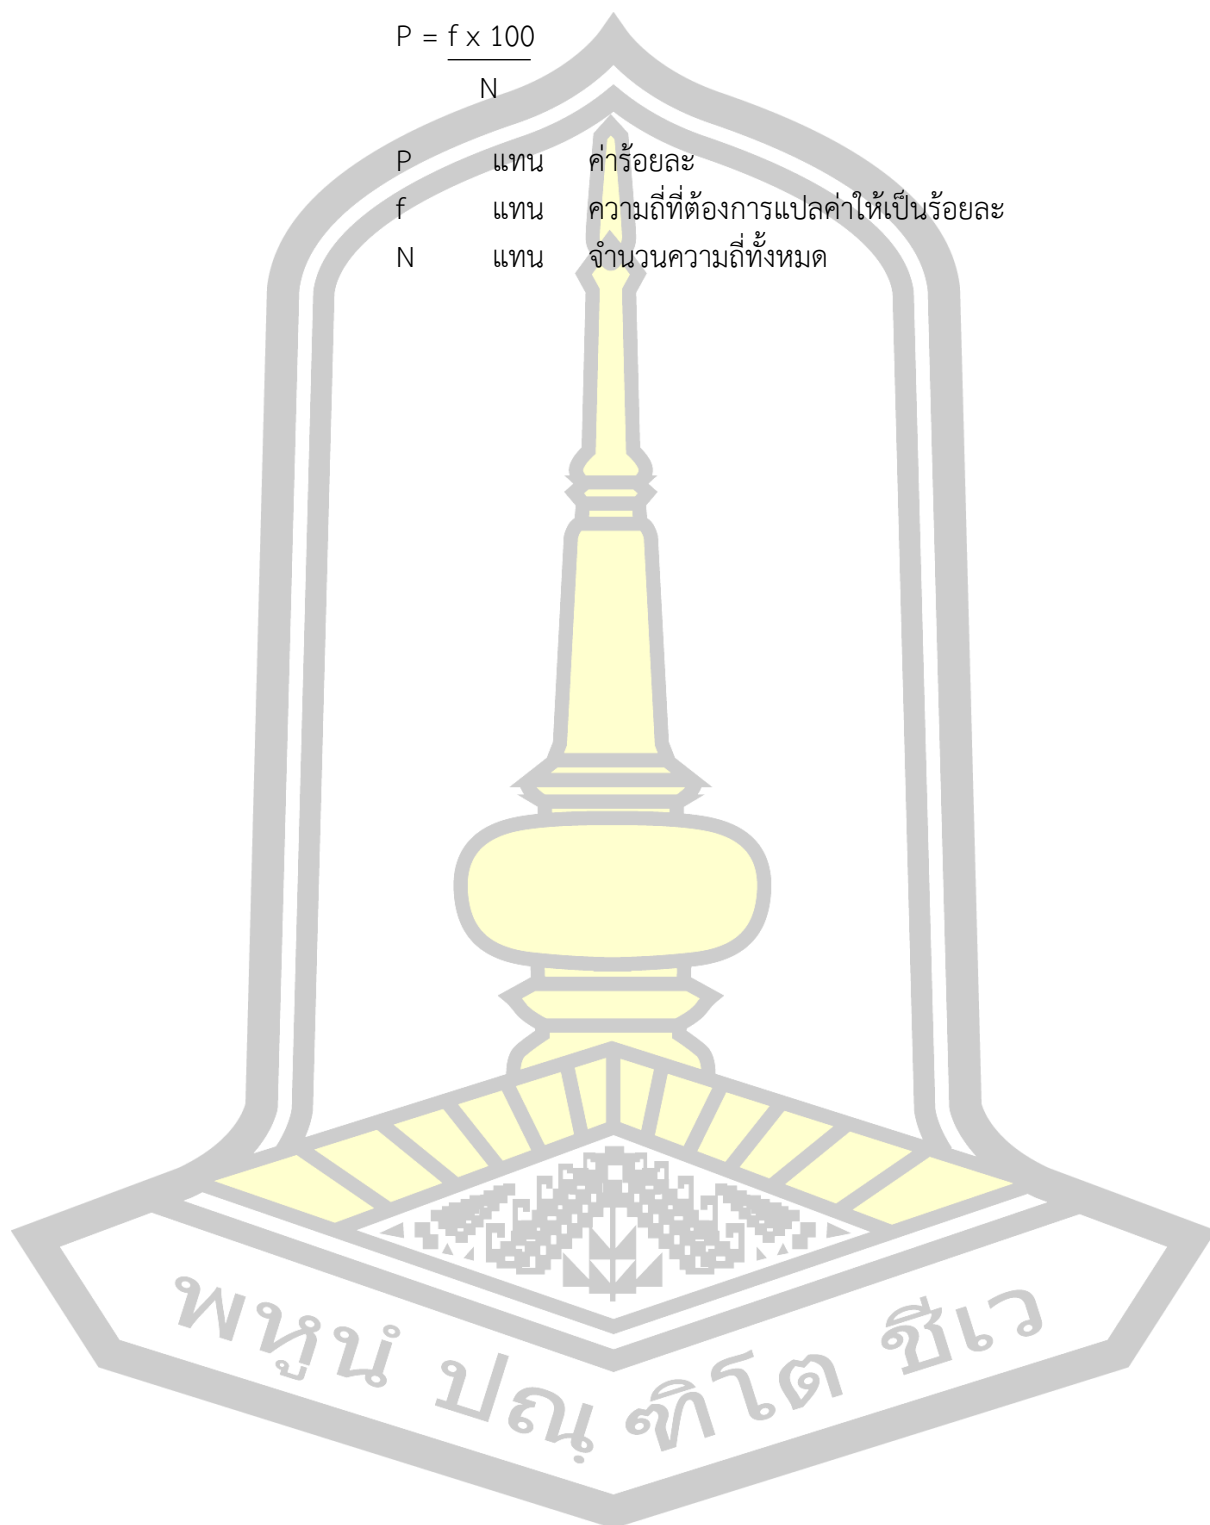 P = f x 100
N
P แทน ค่าร้อยละ
f แทน ความถี่ที่ต้องการแปลค่าให้เป็นร้อยละ
N แทน จำนวนความถี่ทั้งหมด
พหูนํ ปณฺ ฑิโต ชีเว